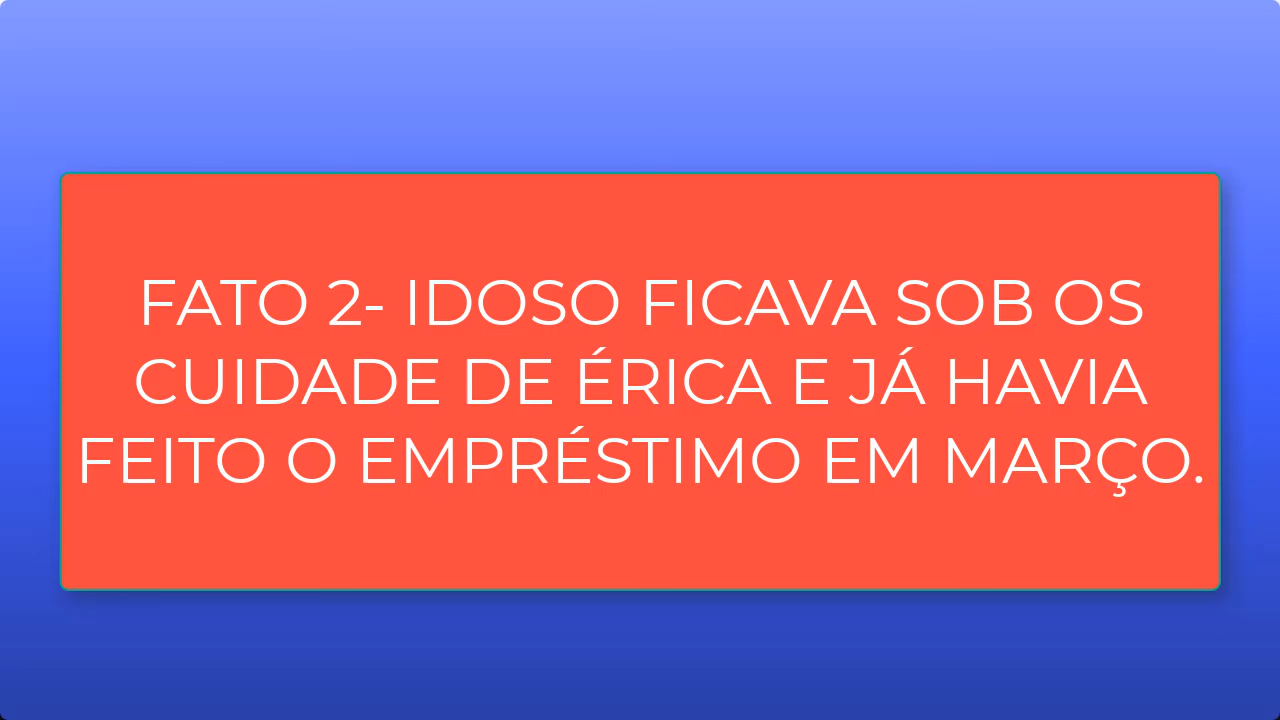 FATO 2- IDOSO FICAVA SOB OS
CUIDADE DE ÉRICA E JÁ HAVIA
FEITO O EMPRÉSTIMO EM MARÇO.